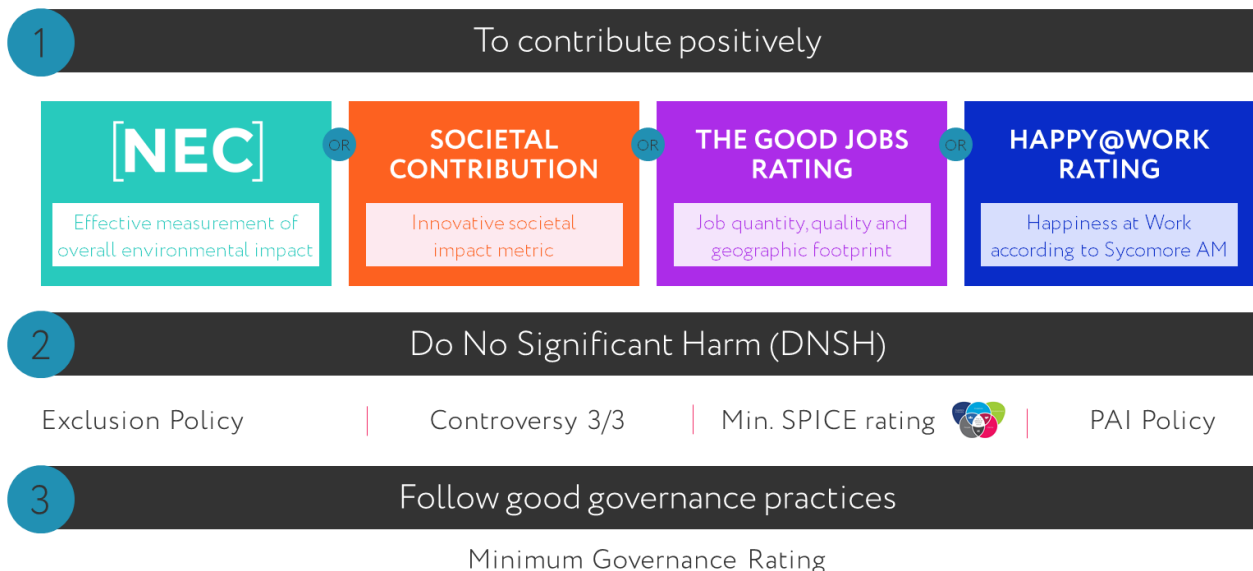 1
To contribute positively
[NEC]
Effective measurement of
overall environmental impact
OR
SOCIETAL
CONTRIBUTION
Innovative societal
impact metric
OR
THE GOOD JOBS
RATING
Job quantity, quality and
geographic footprint
OR
HAPPY@WORK
RATING
Happiness at Work
according to Sycomore AM
2
Do No Significant Harm (DNSH)
Exclusion Policy | Controversy 3/3 | Min. SPICE rating | PAI Policy
3
Follow good governance practices
Minimum Governance Rating